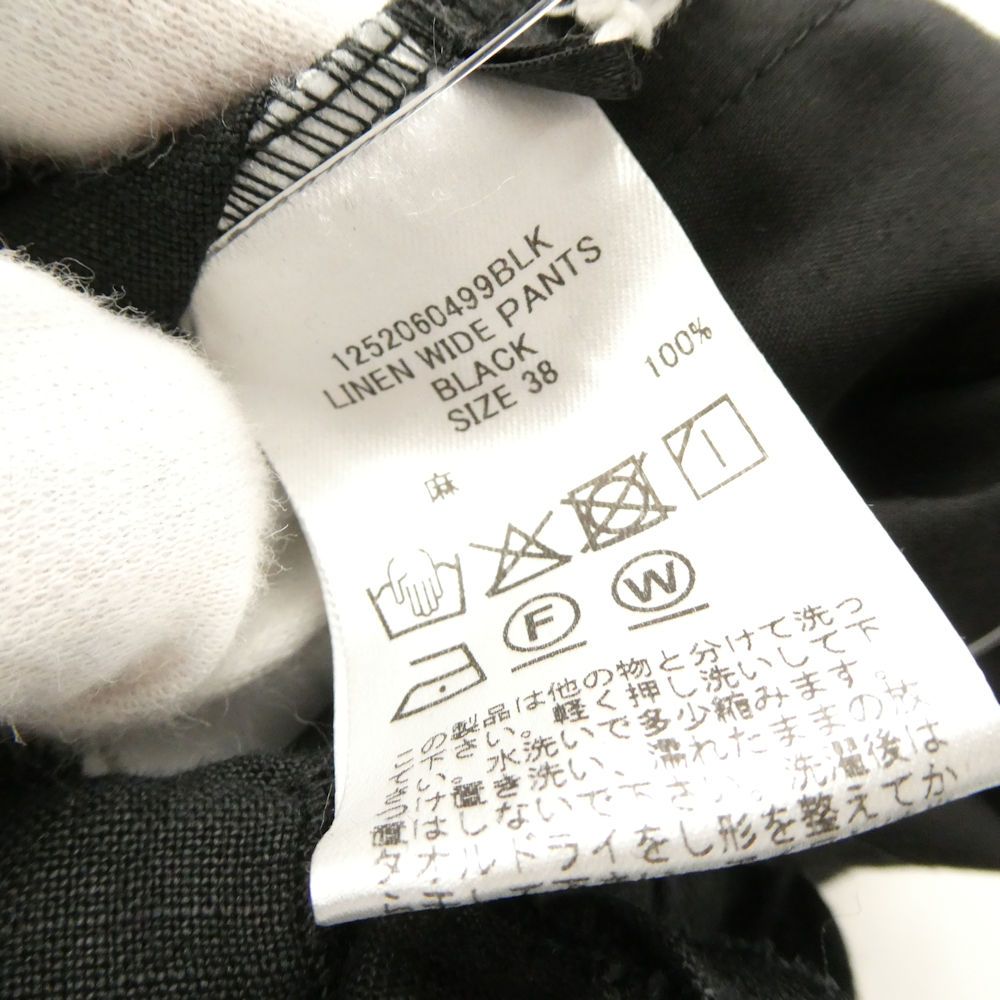 1252060499BLK
LINEN WIDE PANTS
BLACK
SIZE 38
麻 100%
F W
この製品は他の物と分けて洗っ
て下さい。軽く押し洗いして下
さい。水洗いで多少縮みます。
つけ置き洗い、濡れたままの放
置はしないで下さい。洗濯後は
タオルドライをし形を整えてか